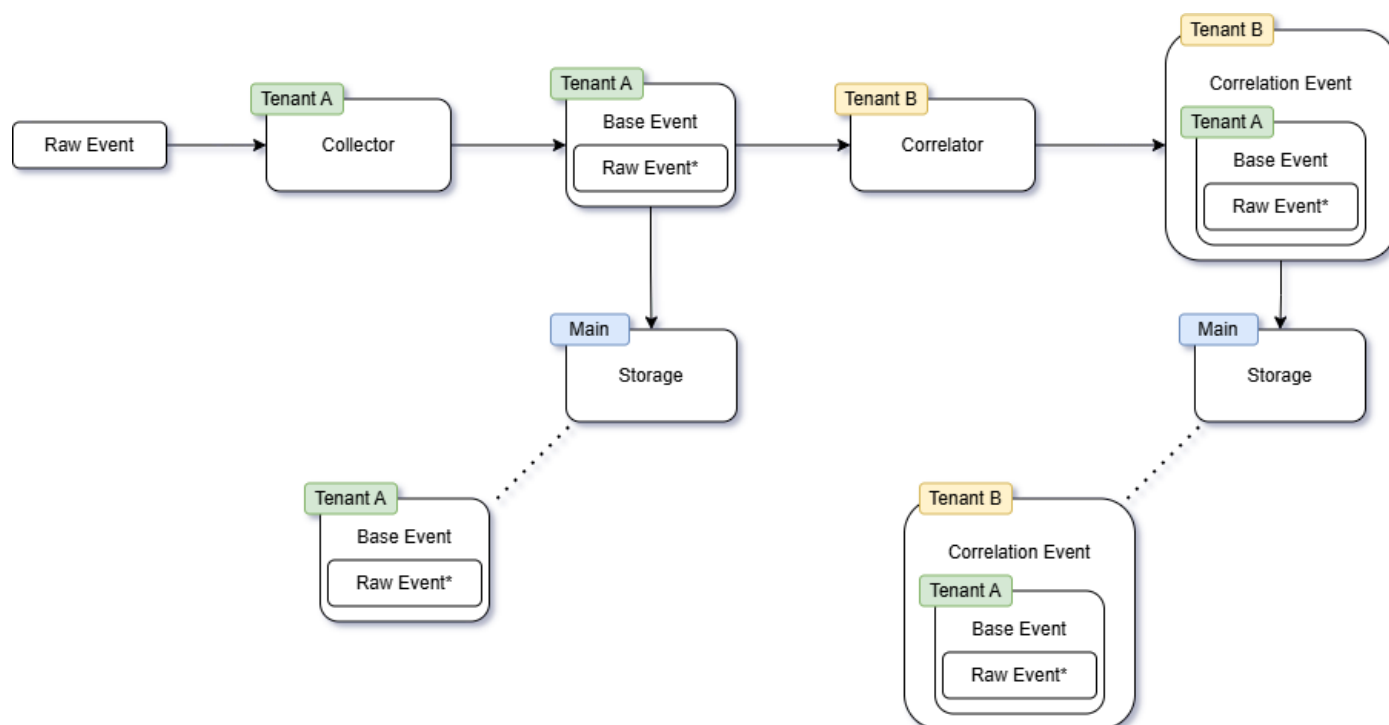 Tenant B
Tenant A
Tenant A
Tenant B
Correlation Event
Raw Event
Collector
Base Event
Raw Event*
Correlator
Tenant A
Base Event
Raw Event*
Main
Storage
Main
Storage
Tenant A
Base Event
Raw Event*
Tenant B
Correlation Event
Tenant A
Base Event
Raw Event*